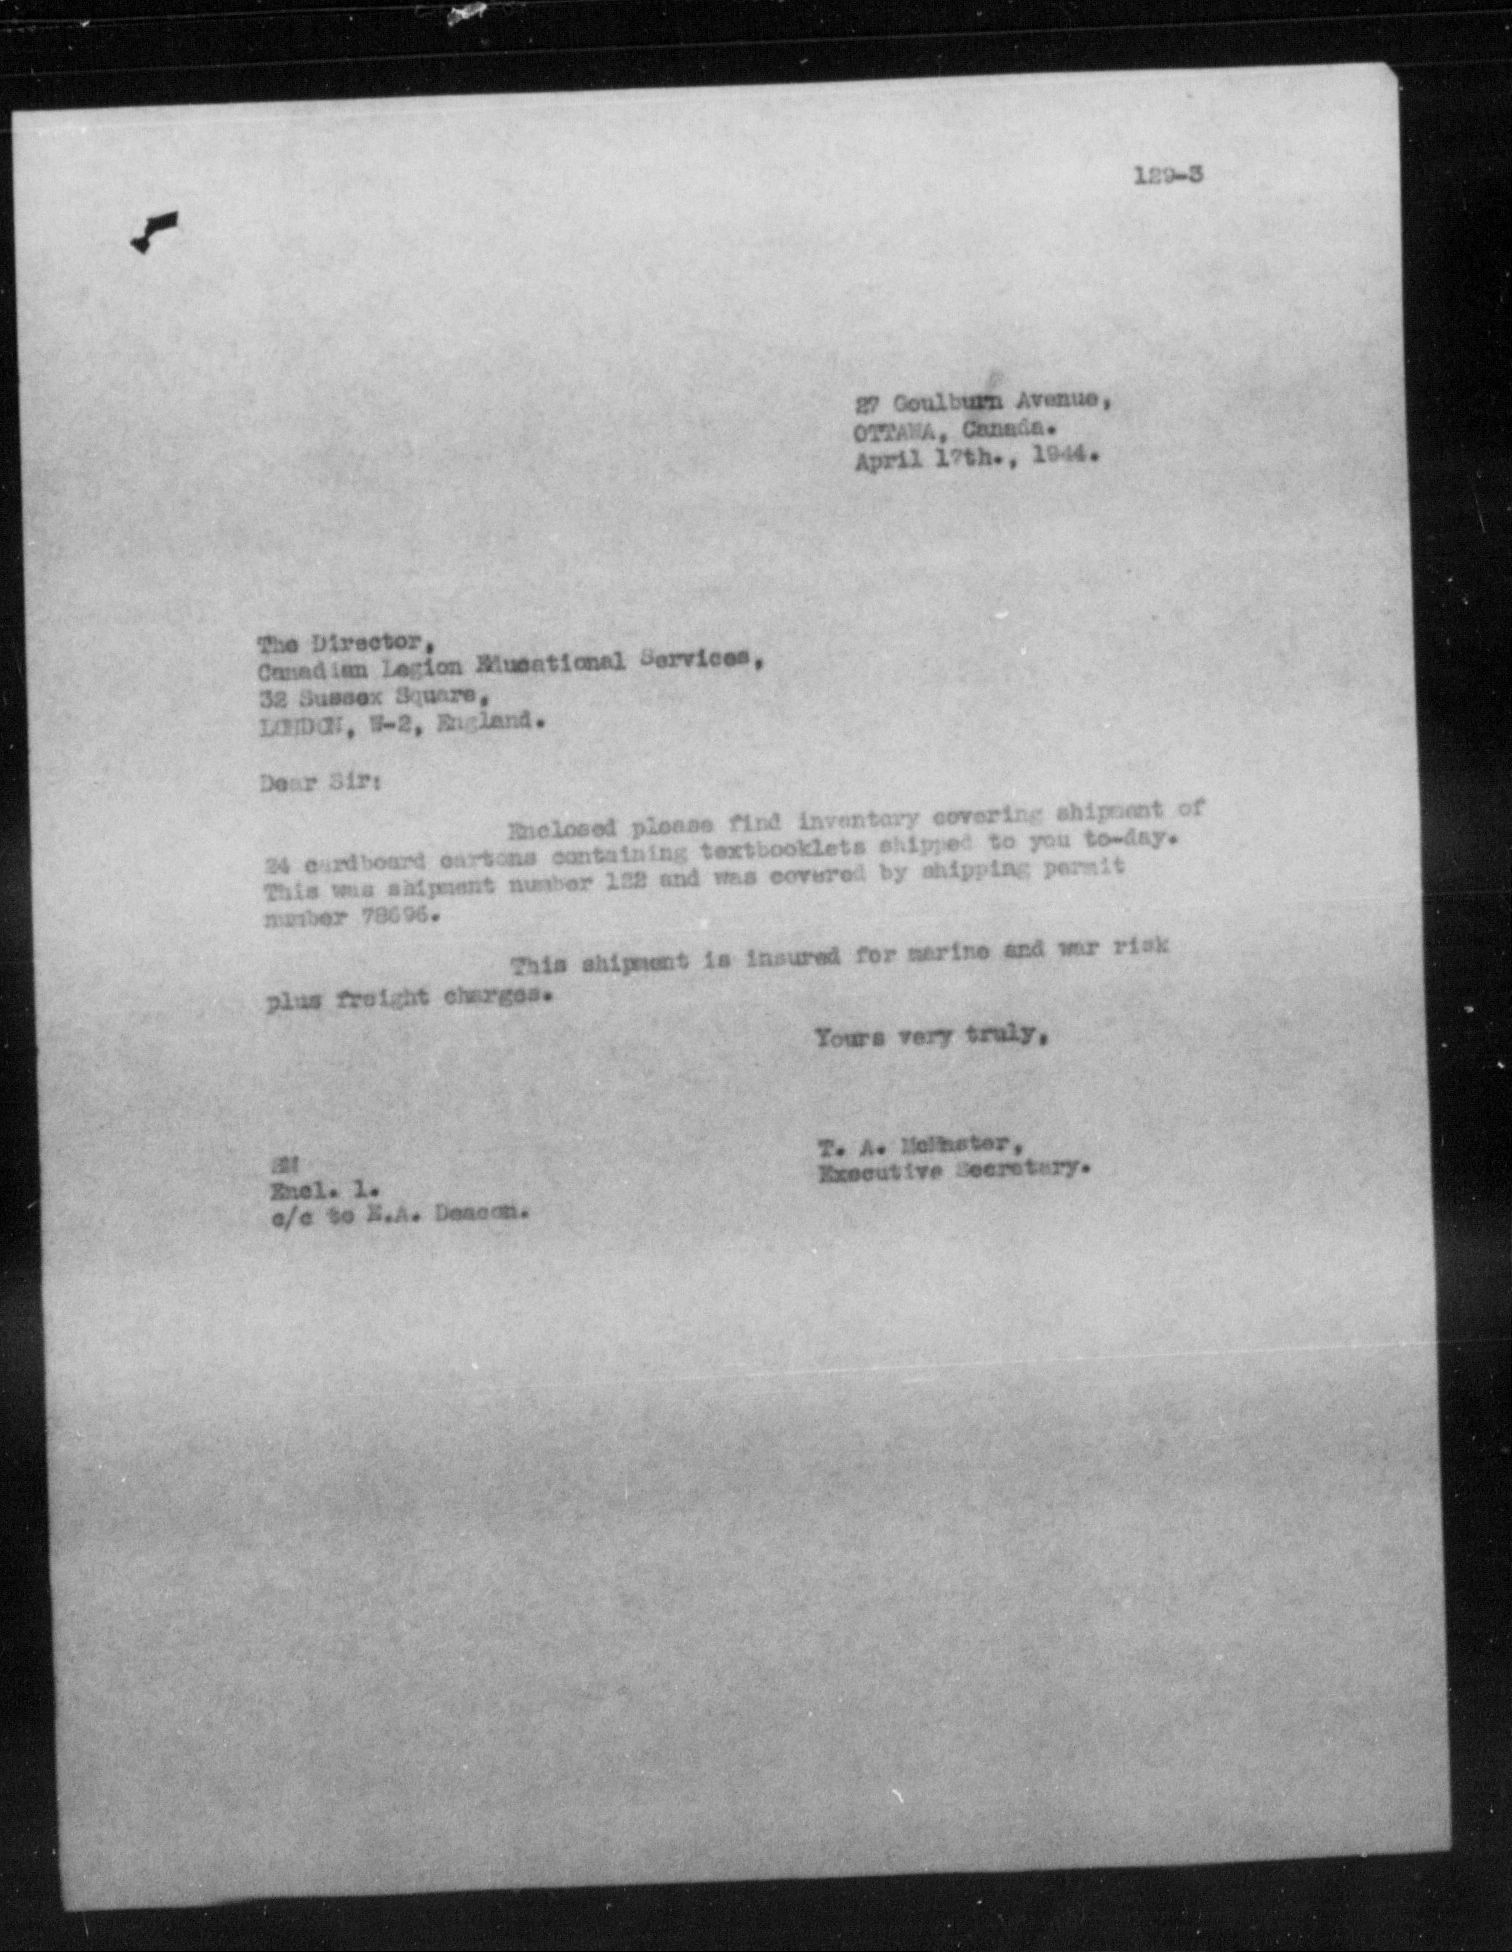 129-3
27 Goulburn Avenue,
OTTAWA, Canada.
April 17th., 1944.
The Director,
Canadian Legion Educational Services,
32 Sussex Square,
LONDON, W-2, England.
Dear Sir:
Enclosed please find inventory covering shipment of
24 cardboard cartons containing textbooklets shipped to you to-day.
This was shipment number 122 and was covered by shipping permit
number 78696.
This shipment is insured for marine and war risk
plus freight charges.
Yours very truly,
T. A. McMaster,
Executive Secretary.
Encl. 1.
c/c to E.A. Deacon.